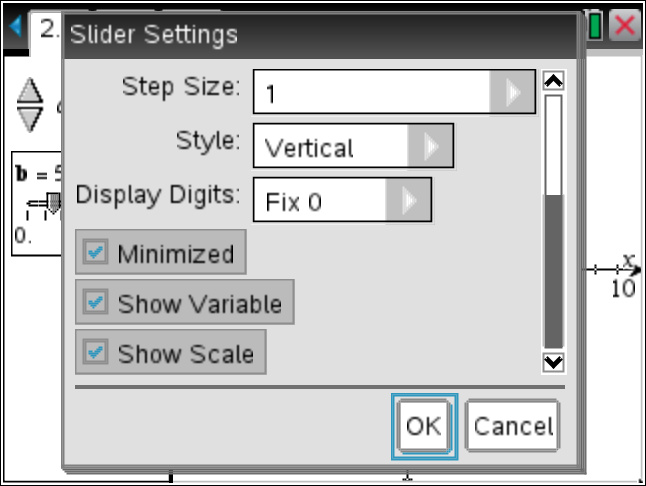 2.
Slider Settings
Step Size: 1
Style: Vertical
Display Digits: Fix 0
b = 5
0.
Minimized
Show Variable
Show Scale
x
10
OK Cancel